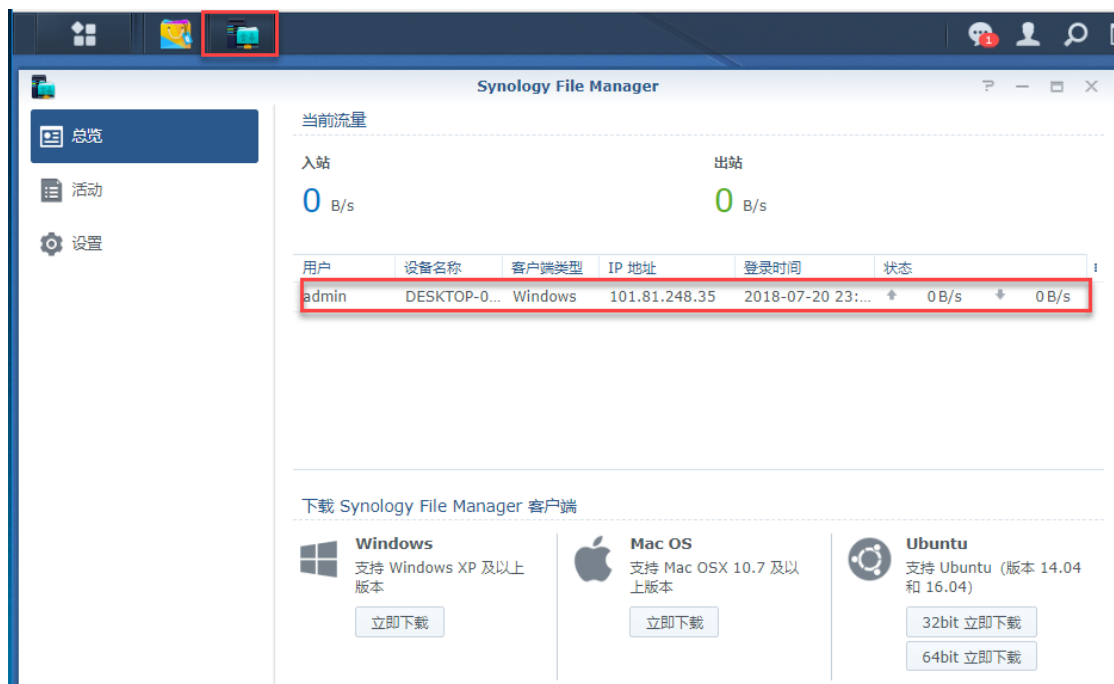 1
Synology File Manager
总览
活动
设置
当前流量
入站
出站
0 B/s
0 B/s
用户 设备名称 客户端类型 IP 地址 登录时间 状态
admin DESKTOP-0... Windows 101.81.248.35 2018-07-20 23:... 0 B/s 0 B/s
下载 Synology File Manager 客户端
Windows
支持 Windows XP 及以上
版本
立即下载
Mac OS
支持 Mac OSX 10.7 及以
上版本
立即下载
Ubuntu
支持 Ubuntu (版本 14.04
和 16.04)
32bit 立即下载
64bit 立即下载